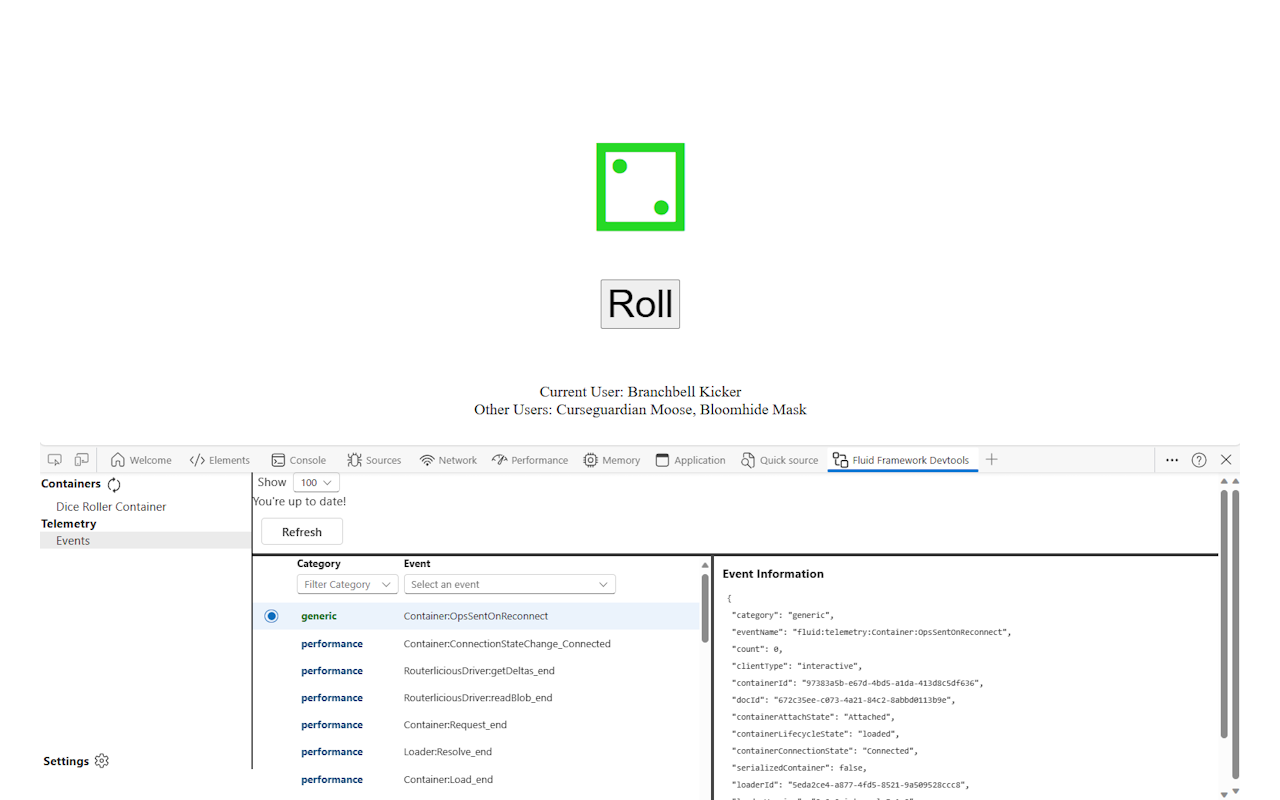 Roll
Current User: Branchbell Kicker
Other Users: Curseguardian Moose, Bloomhide Mask
Welcome Elements Console Sources Network Performance Memory Application Quick source Fluid Framework Devtools
Containers
Dice Roller Container
Telemetry
Events
Settings
Show 100
You're up to date!
Refresh
Category Event
Filter Category Select an event
generic Container:OpsSentOnReconnect
performance Container:ConnectionStateChange_Connected
performance RouterliciousDriver:getDeltas_end
performance RouterliciousDriver:readBlob_end
performance Container:Request_end
performance Loader:Resolve_end
performance Container:Load_end
Event Information
{
"category": "generic",
"eventName": "fluid:telemetry:Container:OpsSentOnReconnect",
"count": 0,
"clientType": "interactive",
"containerId": "97383a5b-e67d-4bd5-a1da-413d8c5df636",
"docId": "672c35ee-c073-4a21-84c2-8abbd0113b9e",
"containerAttachState": "Attached",
"containerLifecycleState": "loaded",
"containerConnectionState": "Connected",
"serializedContainer": false,
"loaderId": "5eda2ce4-a877-4fd5-8521-9a509528ccc8",